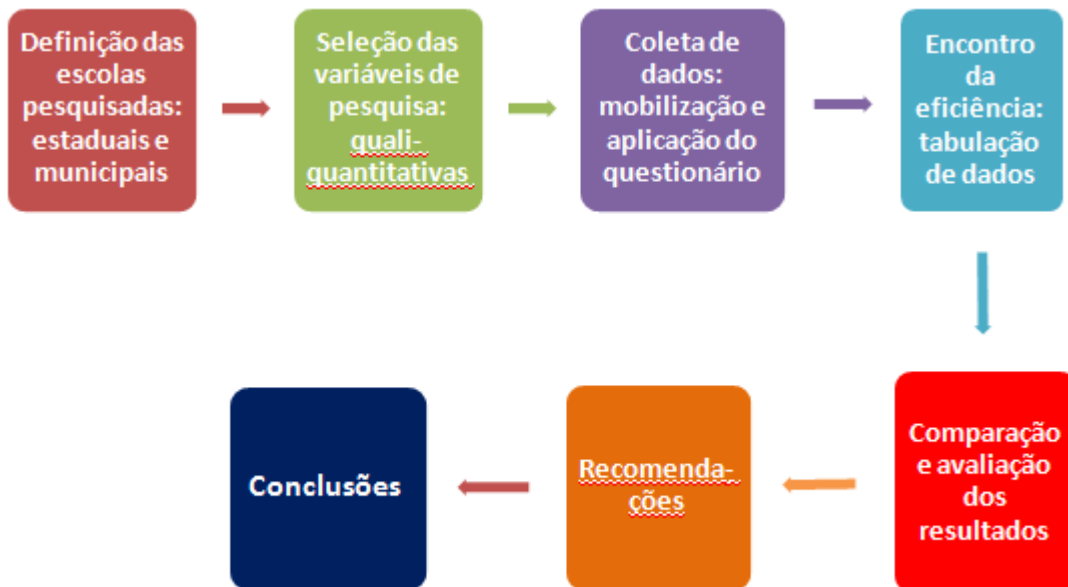 Definição das
escolas
pesquisadas:
estaduais e
municipais
Seleção das
variáveis de
pesquisa:
quali-
quantitativas
Coleta de
dados:
mobilização e
aplicação do
questionário
Encontro
da
eficiência:
tabulação
de dados
Comparação
e avaliação
dos
resultados
Recomenda-
ções
Conclusões